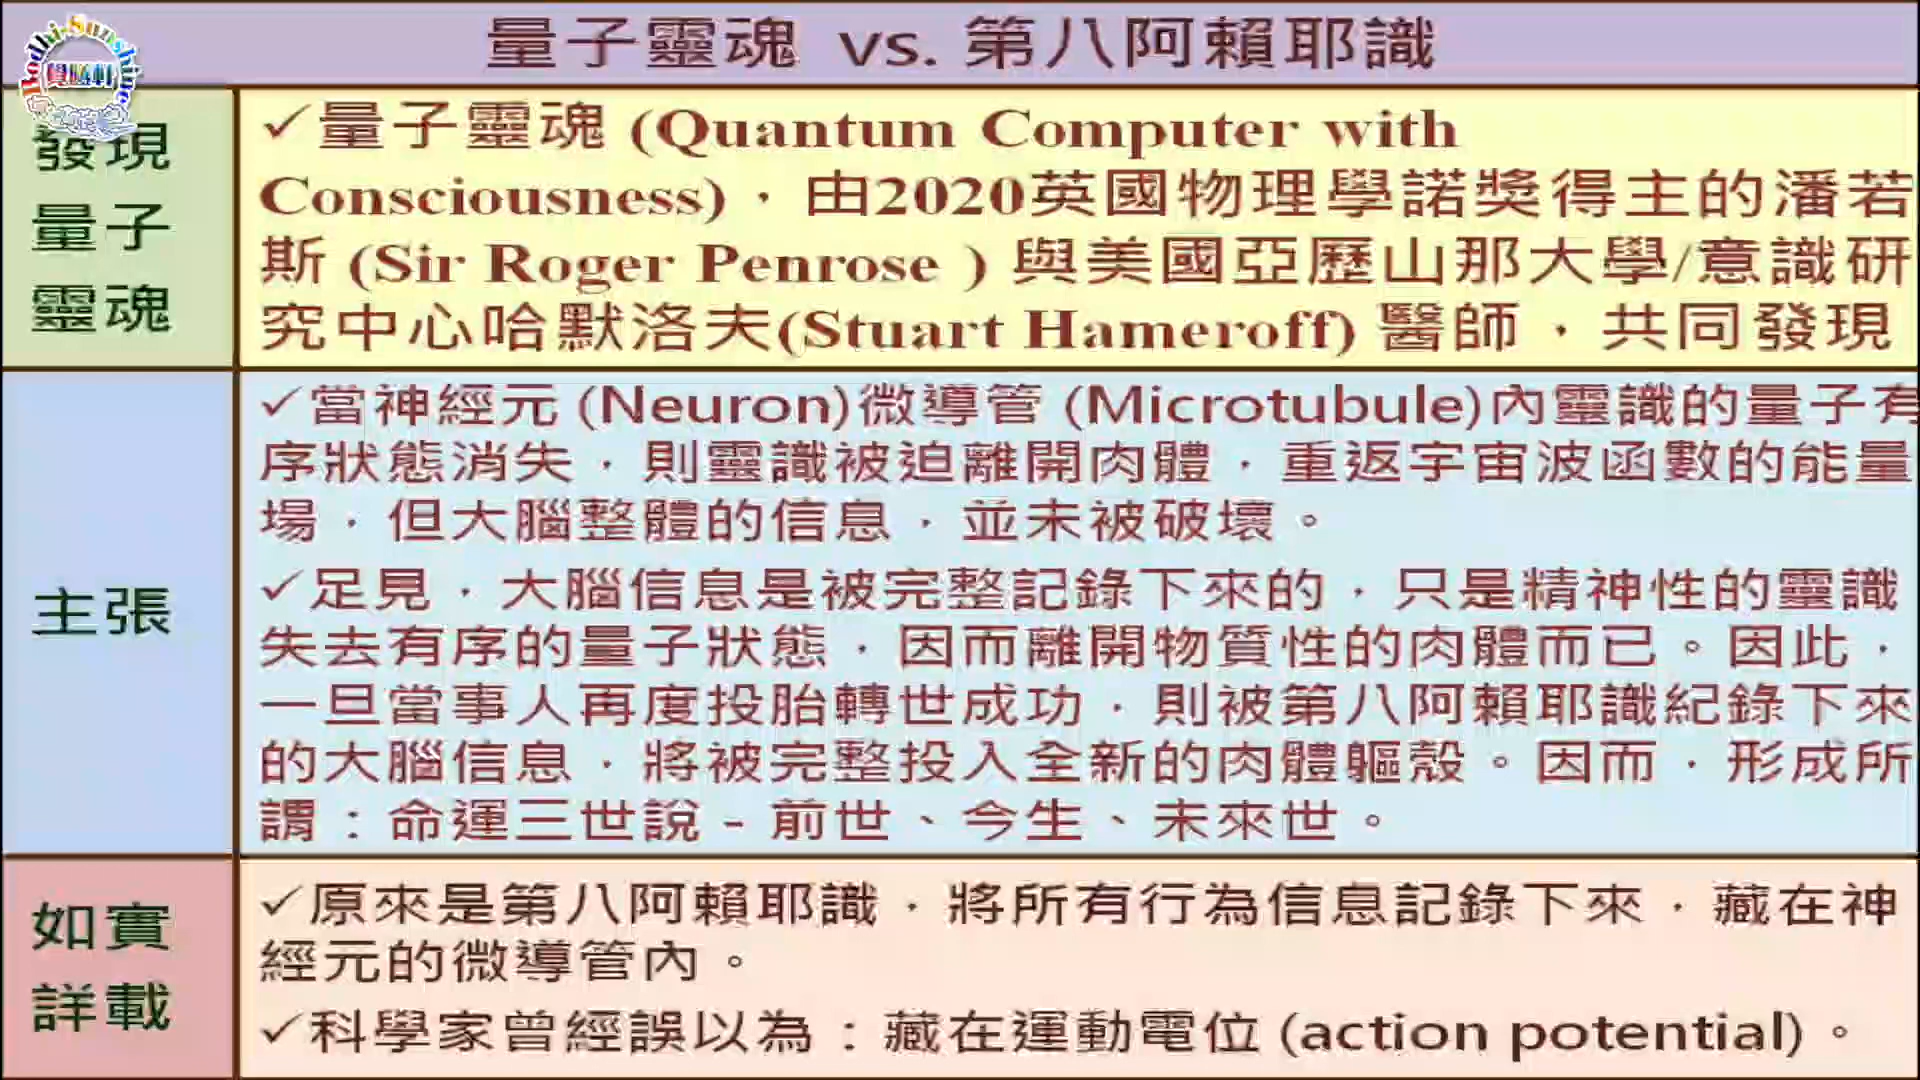 量子靈魂 vs. 第八阿賴耶識
Bodhi Sunshine
覺勝軒
發現
量子
靈魂
✓量子靈魂 (Quantum Computer with
Consciousness)，由2020英國物理學諾獎得主的潘若
斯 (Sir Roger Penrose ) 與美國亞歷山那大學/意識研
究中心哈默洛夫(Stuart Hameroff) 醫師，共同發現
主張
✓當神經元 (Neuron)微導管 (Microtubule)內靈識的量子有
序狀態消失，則靈識被迫離開肉體，重返宇宙波函數的能量
場，但大腦整體的信息，並未被破壞。
✓足見，大腦信息是被完整記錄下來的，只是精神性的靈識
失去有序的量子狀態，因而離開物質性的肉體而已。因此，
一旦當事人再度投胎轉世成功，則被第八阿賴耶識紀錄下來
的大腦信息，將被完整投入全新的肉體軀殼。因而，形成所
謂：命運三世說 - 前世、今生、未來世。
如實
詳載
✓原來是第八阿賴耶識，將所有行為信息記錄下來，藏在神
經元的微導管內。
✓科學家曾經誤以為：藏在運動電位 (action potential)。